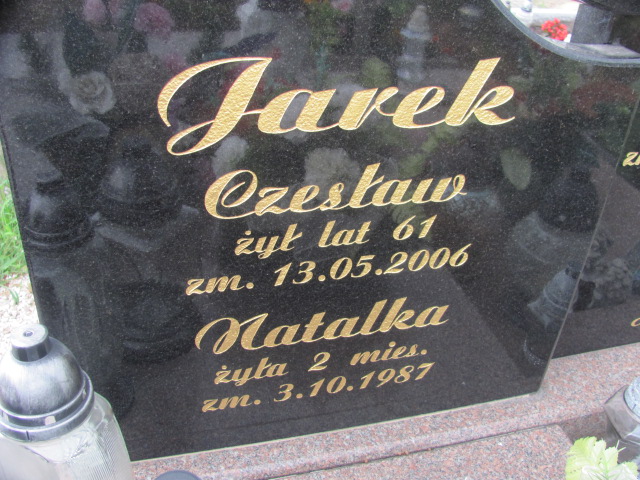 Jarek
Czesław
żył lat 61
zm. 13.05.2006
Natalka
żyła 2 mies.
zm. 3.10.1987